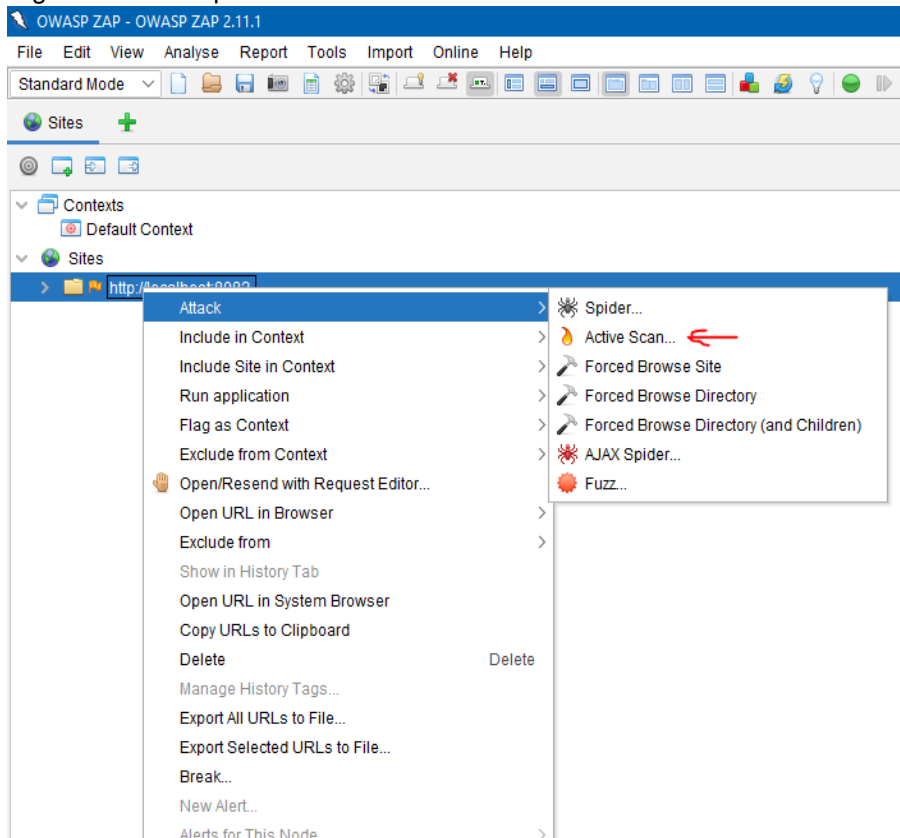 OWASP ZAP - OWASP ZAP 2.11.1
File Edit View Analyse Report Tools Import Online Help
Standard Mode
Sites
Contexts
Default Context
Sites
http://localhost:8082
Attack
Spider...
Include in Context
Active Scan...
Include Site in Context
Forced Browse Site
Run application
Forced Browse Directory
Flag as Context
Forced Browse Directory (and Children)
Exclude from Context
AJAX Spider...
Open/Resend with Request Editor...
Fuzz...
Open URL in Browser
Exclude from
Show in History Tab
Open URL in System Browser
Copy URLs to Clipboard
Delete Delete
Manage History Tags...
Export All URLs to File...
Export Selected URLs to File...
Break...
New Alert...
Alerts for This Node